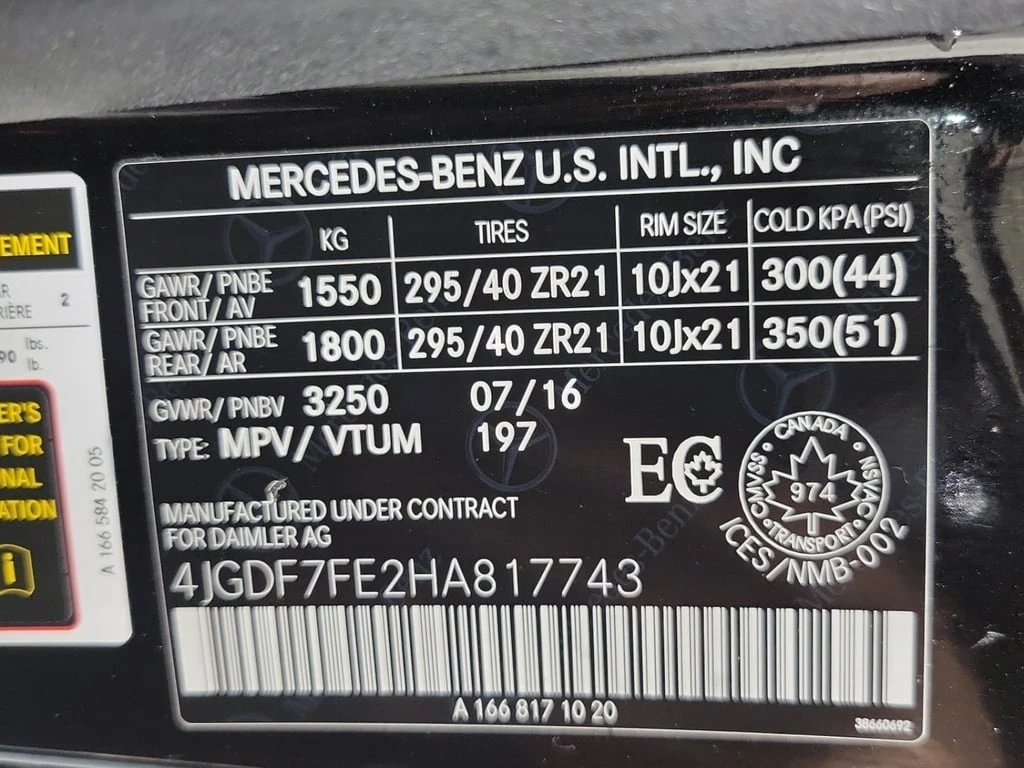 MERCEDES-BENZ U.S. INTL., INC
KG TIRES RIM SIZE COLD KPA(PSI)
GAWR/ PNBE FRONT/ AV 1550 295/40 ZR21 10Jx21 300(44)
GAWR/ PNBE REAR/ AR 1800 295/40 ZR21 10Jx21 350(51)
GVWR/ PNBV 3250 07/16
TYPE: MPV/ VTUM 197
EC
CANADA
CMVSS
NSVAC
974
TRANSPORT
ICES/NMB-002
MANUFACTURED UNDER CONTRACT
FOR DAIMLER AG
4JGDF7FE2HA817743
A 166 817 10 20
38660692
EMENT
AR
RIÈRE 2
90 lbs.
lb.
ER'S
FOR
NAL
ATION
i
A 166 584 20 05
Mercedes-Benz